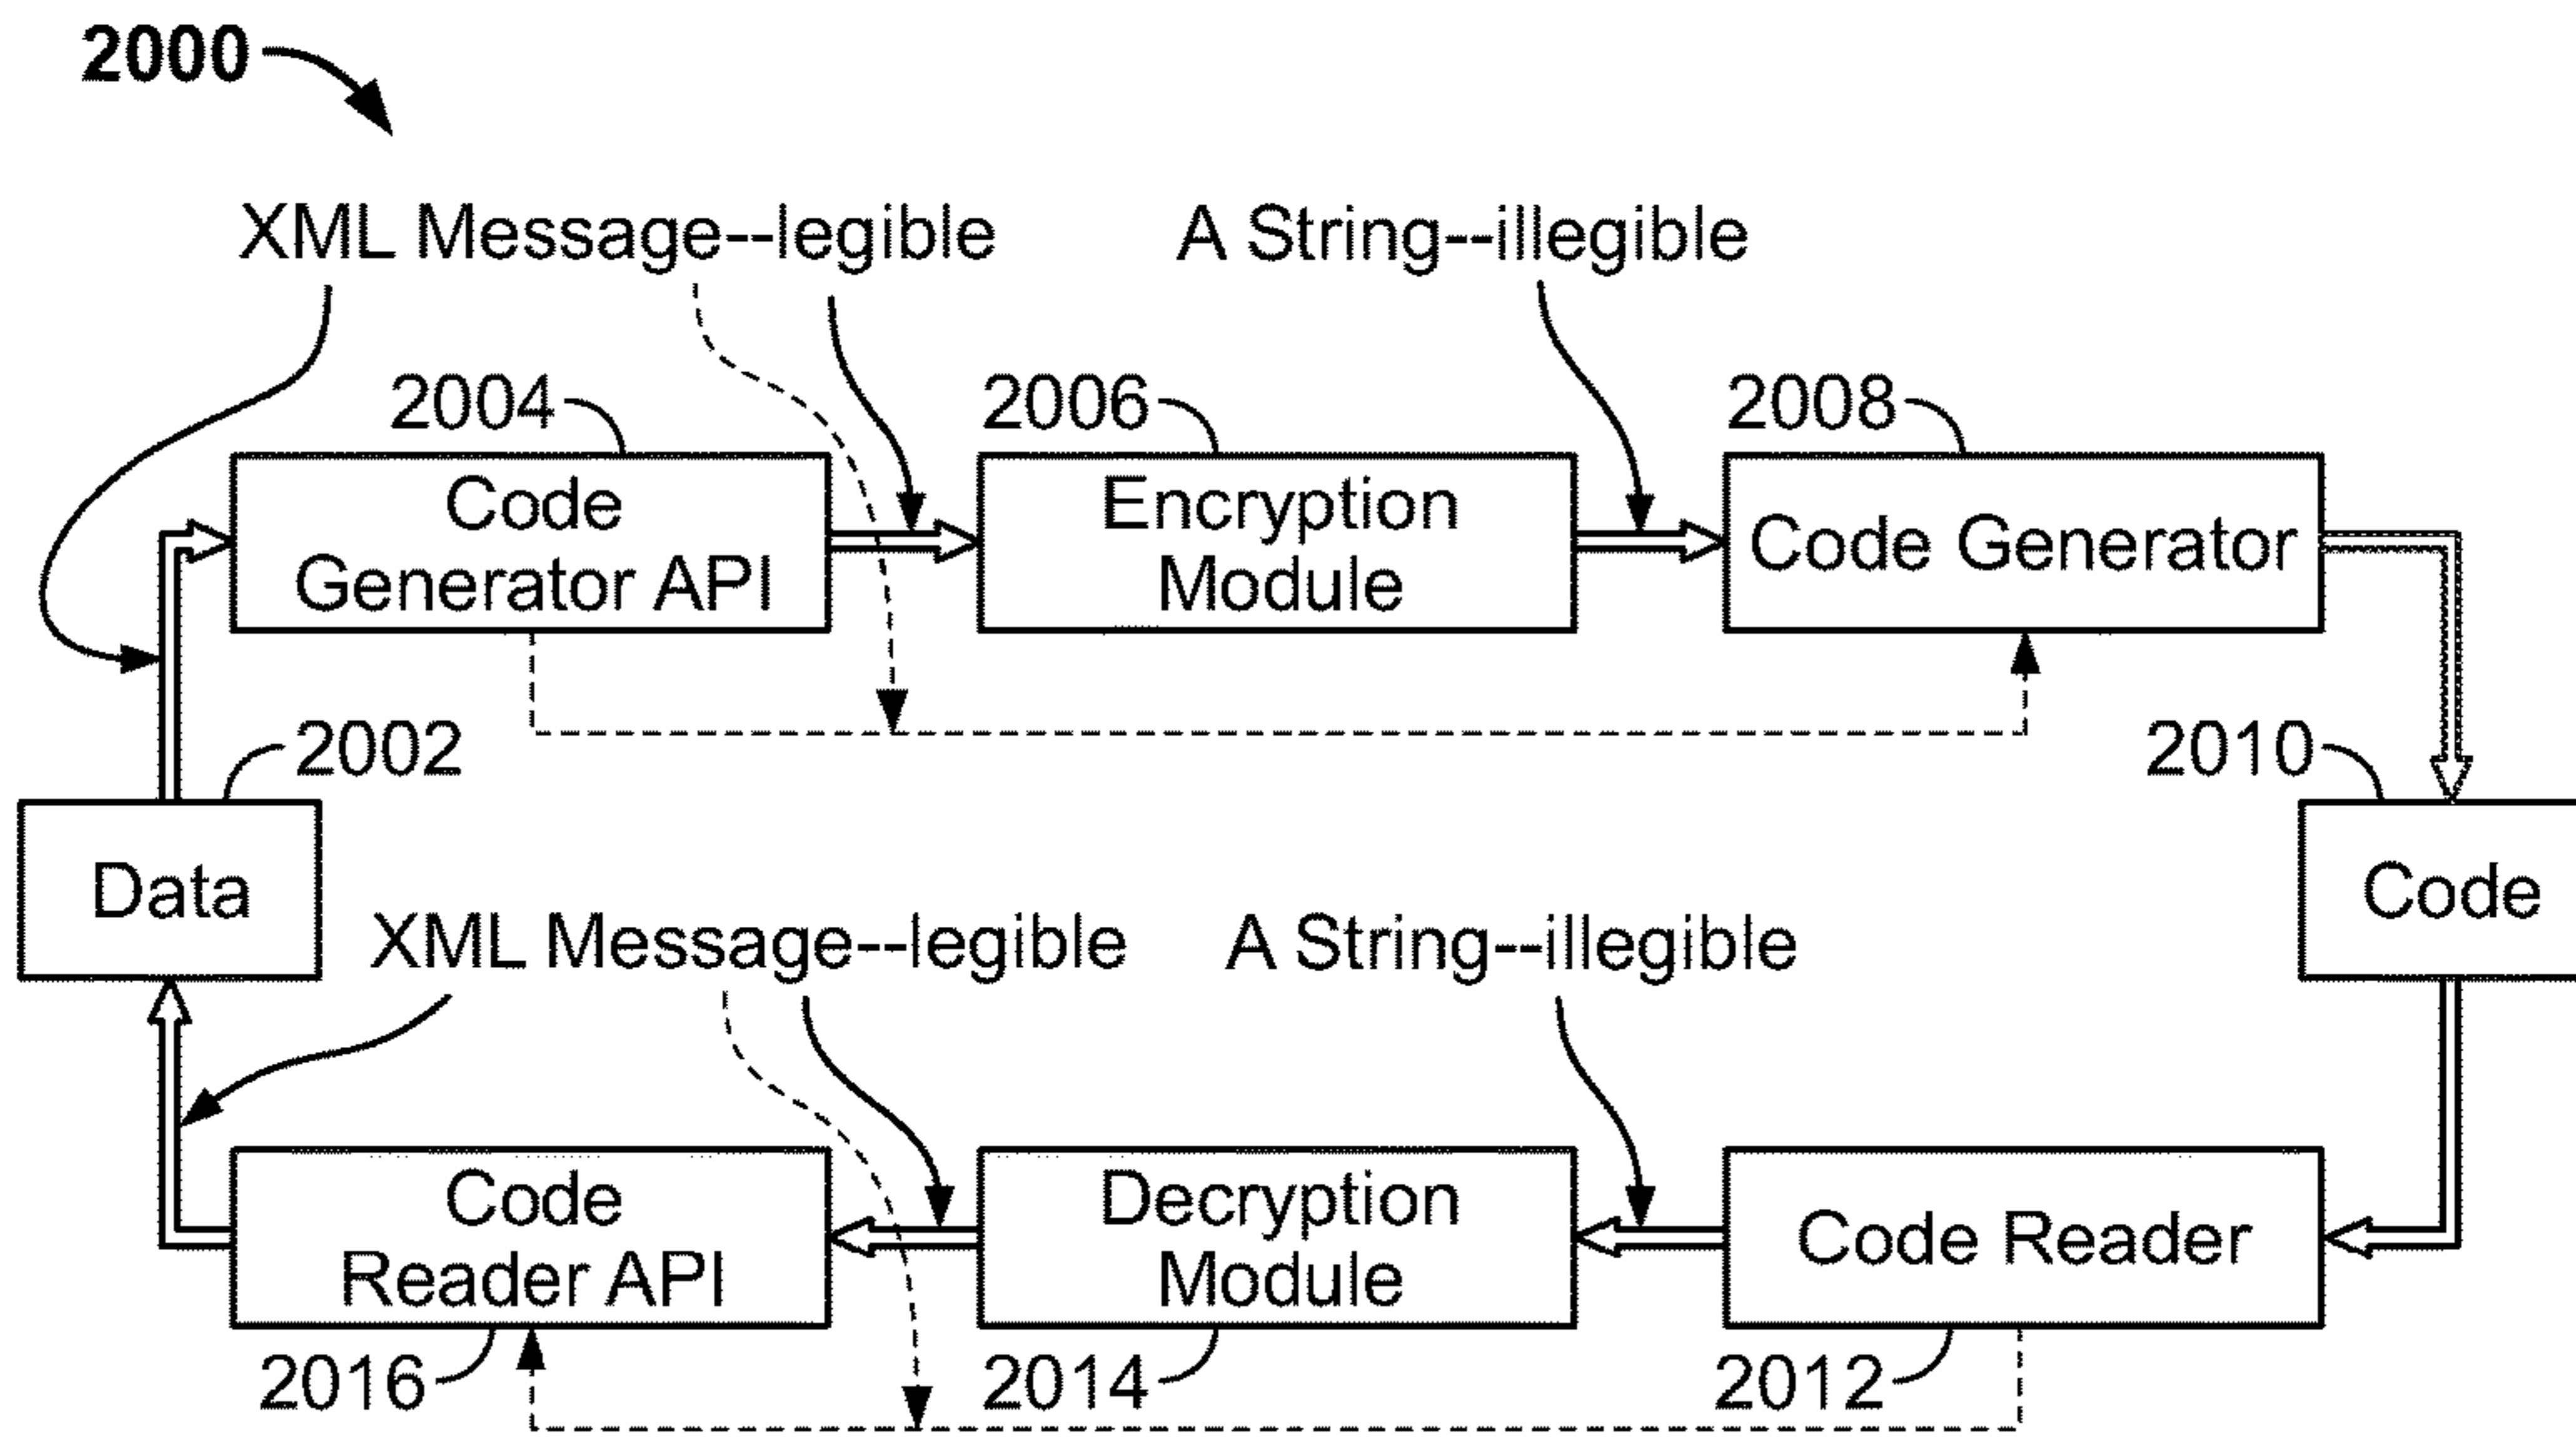 2000
XML Message--legible
A String--illegible
2004
2006
2008
Code
Generator API
Encryption
Module
Code Generator
2002
2010
Data
Code
XML Message--legible
A String--illegible
Code
Reader API
Decryption
Module
Code Reader
2016
2014
2012